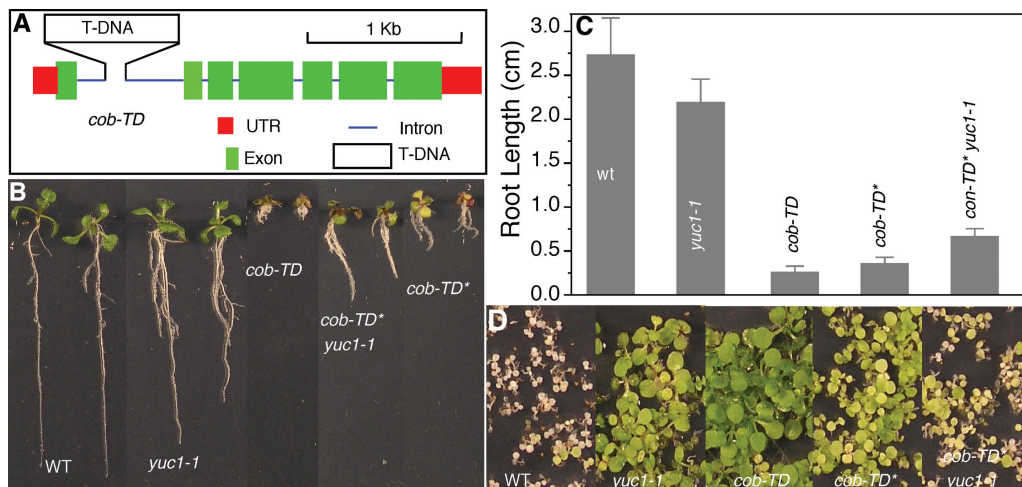 A
T-DNA
1 Kb
cob-TD
UTR
Intron
Exon
T-DNA
B
WT
yuc1-1
cob-TD
cob-TD*
yuc1-1
cob-TD*
C
Root Length (cm)
3.0
2.5
2.0
1.5
1.0
0.5
0.0
wt
yuc1-1
cob-TD
cob-TD*
con-TD* yuc1-1
D
WT
yuc1-1
cob-TD
cob-TD*
cob-TD*
yuc1-1